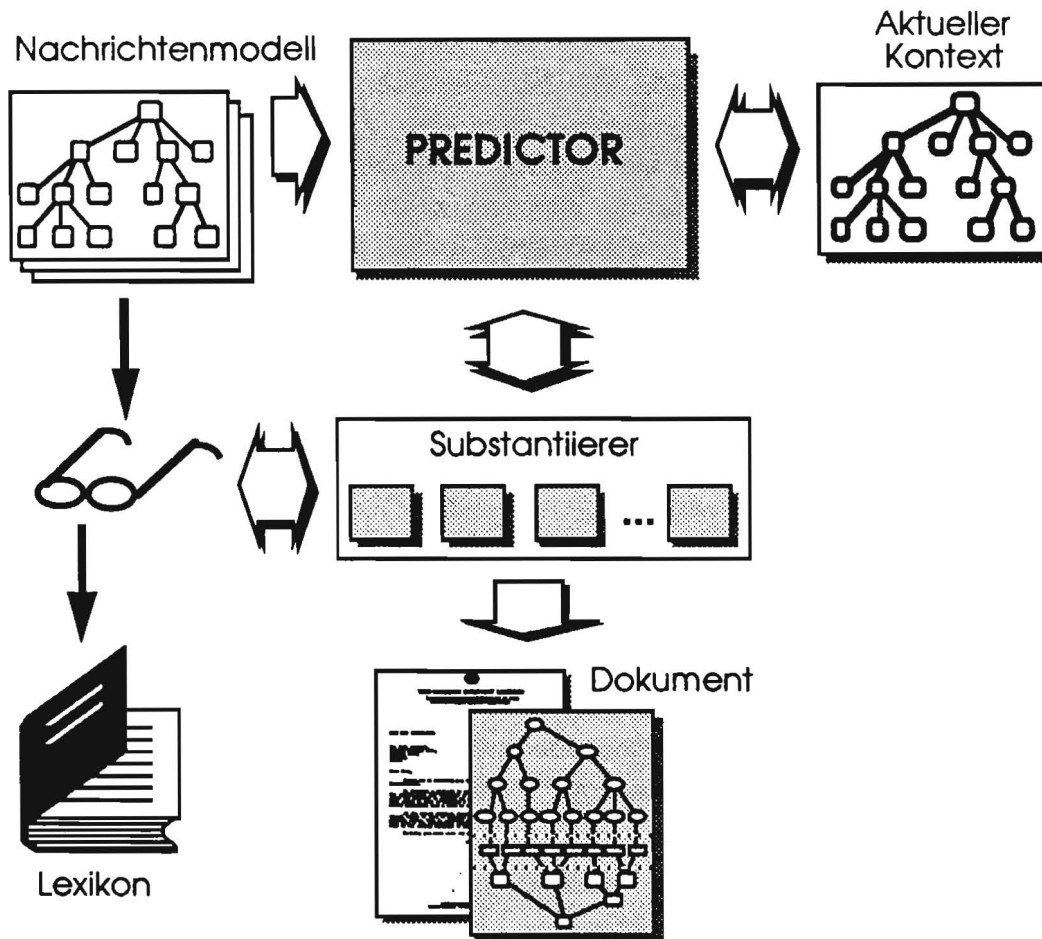 Nachrichtenmodell
Aktueller
Kontext
PREDICTOR
Substantiierer
...
Dokument
Lexikon